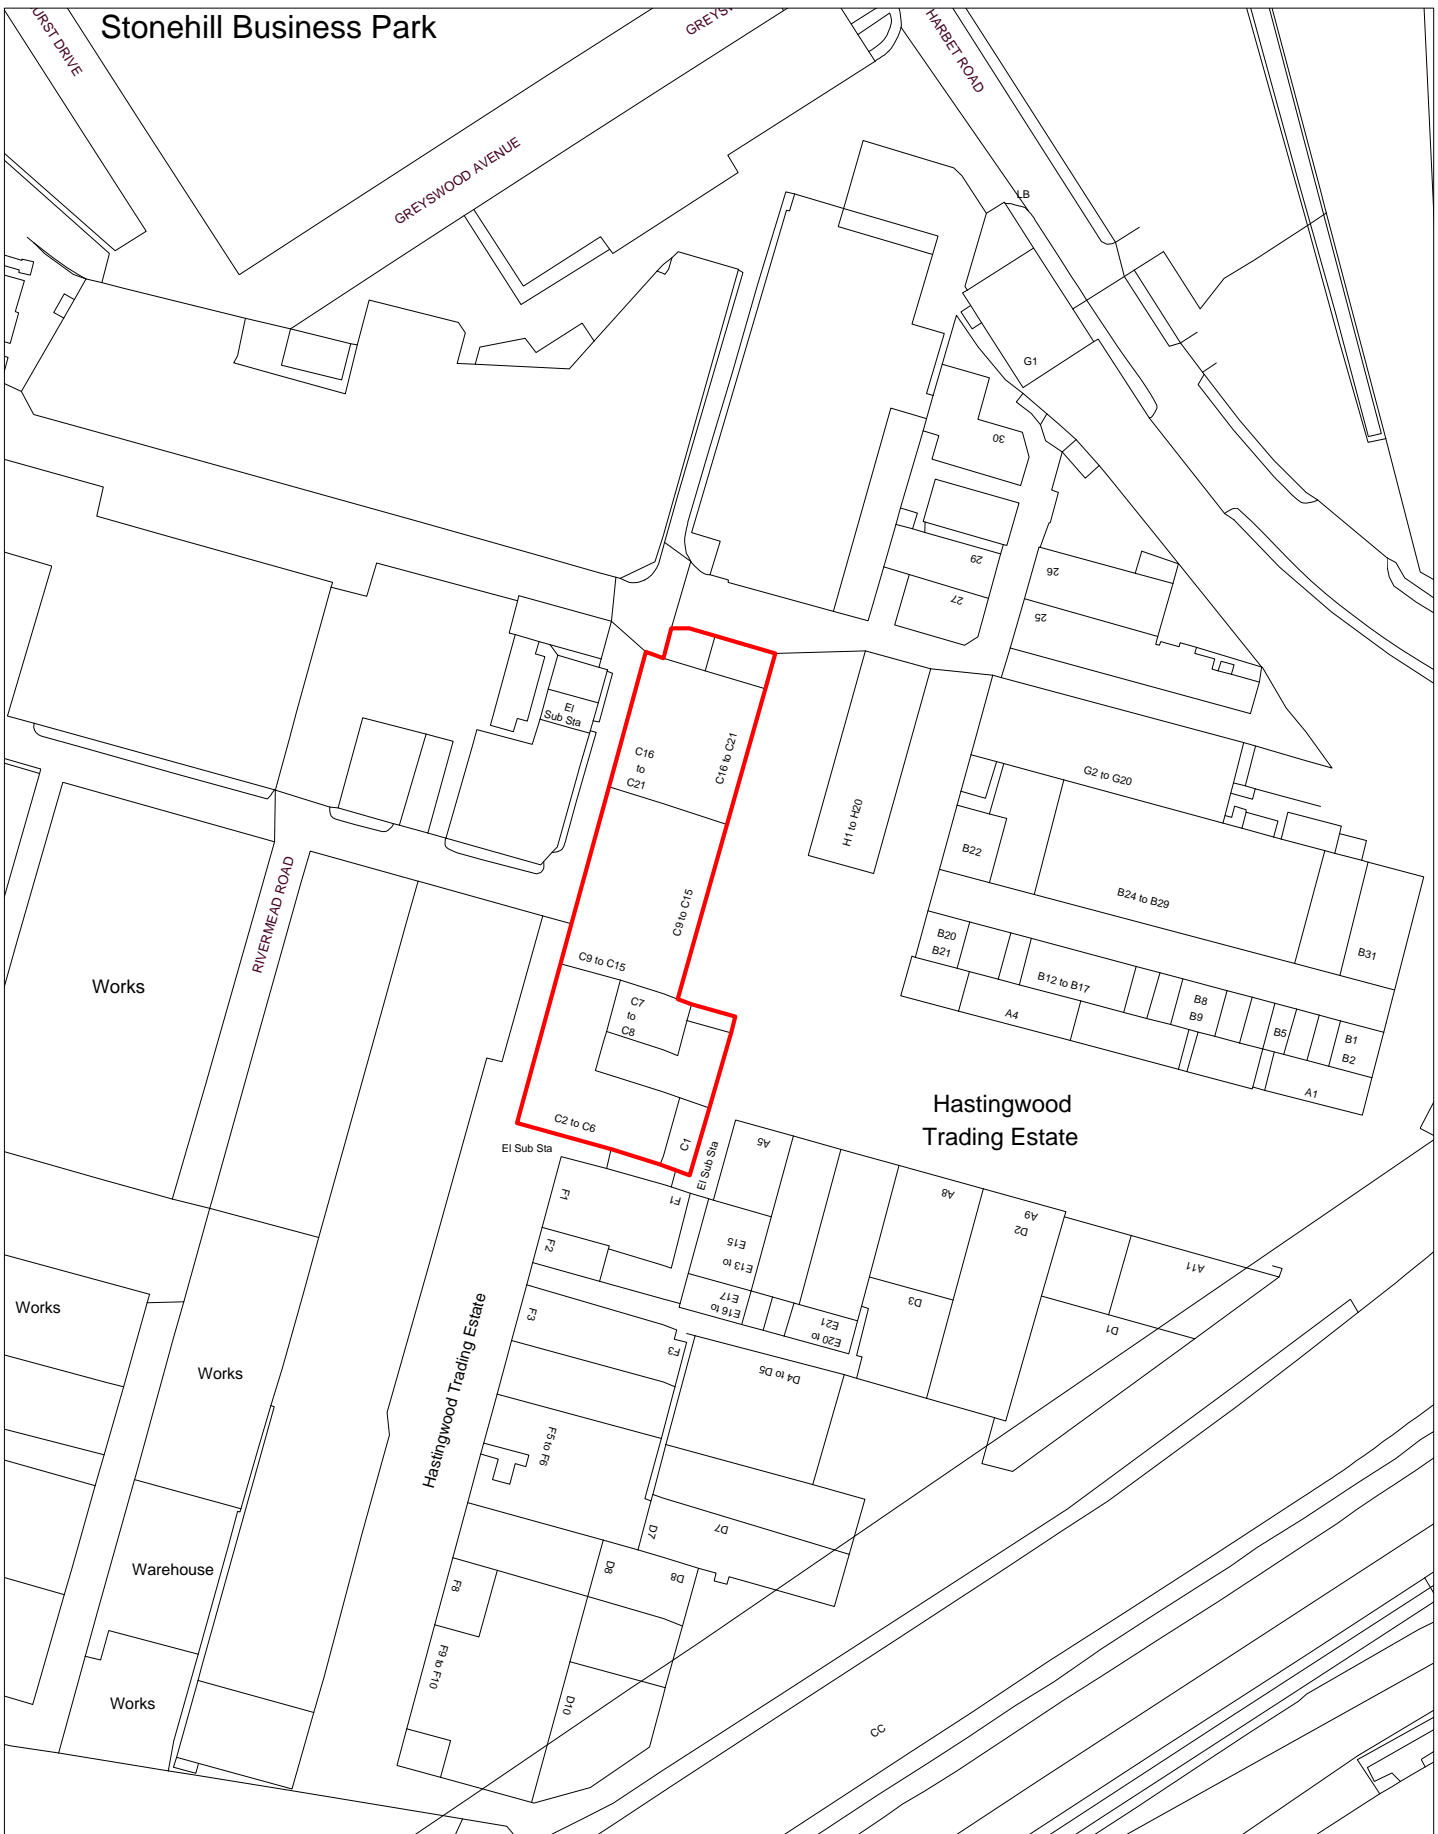 Stonehill Business Park
URST DRIVE
GREYSWOOD AVENUE
HARBET ROAD
LB
G1
30
29
27
26
25
El
Sub Sta
C16
to
C21
C16 to C21
H1 to H20
G2 to G20
B22
B24 to B29
B31
RIVERMEAD ROAD
Works
C9 to C15
C9 to C15
C7
to
C8
B20
B21
B12 to B17
A4
B8
B9
B5
B1
B2
A1
Hastingwood
Trading Estate
C2 to C6
C1
El Sub Sta
El Sub Sta
A5
F1
F1
F2
E15
E13 to
E17
E16 to
E21
E20 to
A8
A9
D2
A11
D3
D1
Works
Works
Hastingwood Trading Estate
F3
F3
D4 to D5
F5 to F6
D7
D7
Warehouse
F8
D8
D8
F9 to F10
D10
Works
CC